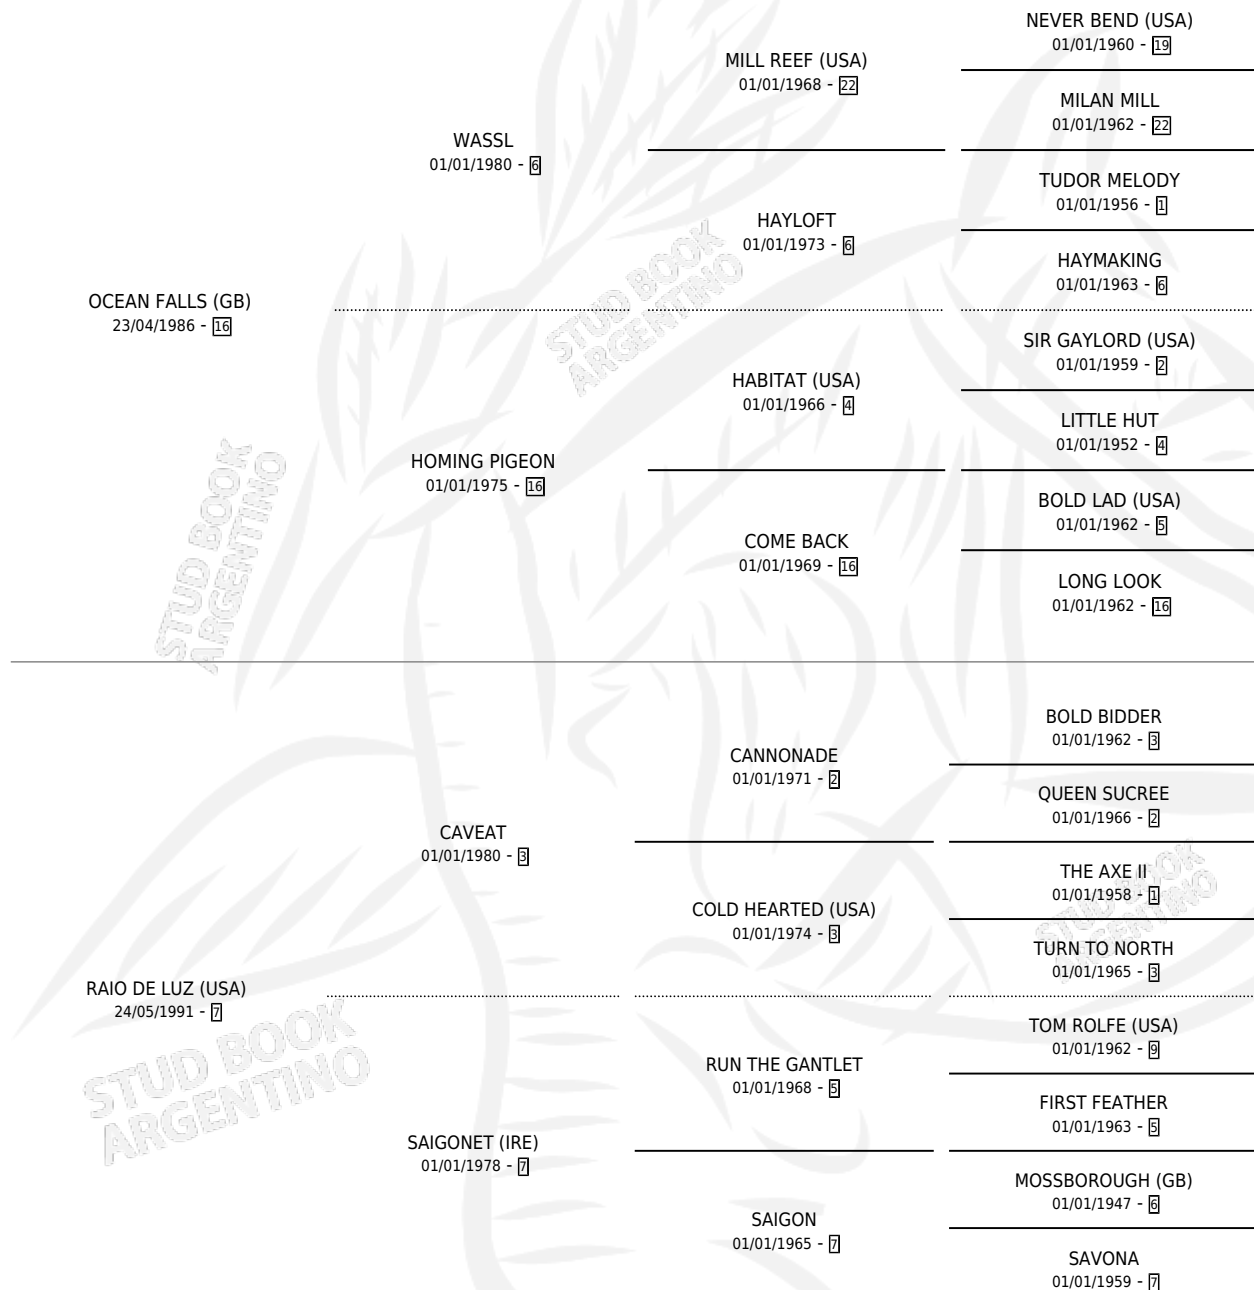 NEVER BEND (USA)
01/01/1960 - 19
MILL REEF (USA)
01/01/1968 - 22
MILAN MILL
01/01/1962 - 22
WASSL
01/01/1980 - 6
TUDOR MELODY
01/01/1956 - 1
HAYLOFT
01/01/1973 - 6
HAYMAKING
01/01/1963 - 6
OCEAN FALLS (GB)
23/04/1986 - 16
SIR GAYLORD (USA)
01/01/1959 - 2
HABITAT (USA)
01/01/1966 - 4
LITTLE HUT
01/01/1952 - 4
HOMING PIGEON
01/01/1975 - 16
BOLD LAD (USA)
01/01/1962 - 5
COME BACK
01/01/1969 - 16
LONG LOOK
01/01/1962 - 16
BOLD BIDDER
01/01/1962 - 3
CANNONADE
01/01/1971 - 2
QUEEN SUCREE
01/01/1966 - 2
CAVEAT
01/01/1980 - 3
THE AXE II
01/01/1958 - 1
COLD HEARTED (USA)
01/01/1974 - 3
TURN TO NORTH
01/01/1965 - 3
RAIO DE LUZ (USA)
24/05/1991 - 7
TOM ROLFE (USA)
01/01/1962 - 9
RUN THE GANTLET
01/01/1968 - 5
FIRST FEATHER
01/01/1963 - 5
SAIGONET (IRE)
01/01/1978 - 7
MOSSBOROUGH (GB)
01/01/1947 - 6
SAIGON
01/01/1965 - 7
SAVONA
01/01/1959 - 7
STUD BOOK
ARGENTINO
STUD BOOK
ARGENTINO
STUD BOOK
ARGENTINO
STUD BOOK
ARGENTINO